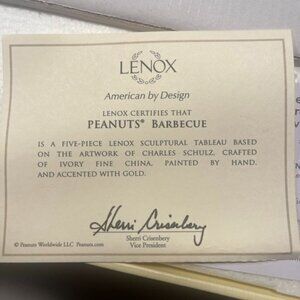 LENOX
American by Design
LENOX CERTIFIES THAT
PEANUTS® BARBECUE
IS A FIVE-PIECE LENOX SCULPTURAL TABLEAU BASED
ON THE ARTWORK OF CHARLES SCHULZ, CRAFTED
OF IVORY FINE CHINA, PAINTED BY HAND,
AND ACCENTED WITH GOLD.
Sherri Crisenbery
Sherri Crisenbery
Vice President
© Peanuts Worldwide LLC Peanuts.com